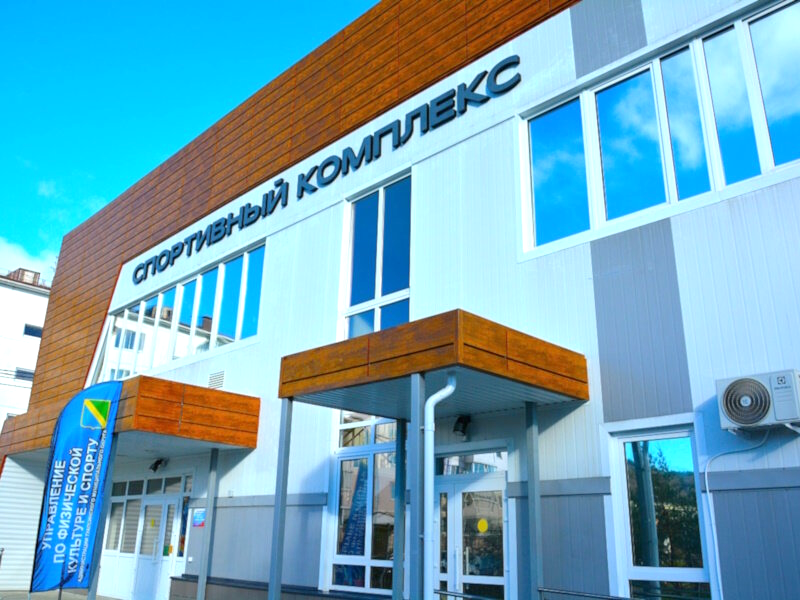 СПОРТИВНЫЙ КОМПЛЕКС
УПРАВЛЕНИЕ
ПО ФИЗИЧЕСКОЙ
КУЛЬТУРЕ И СПОРТУ